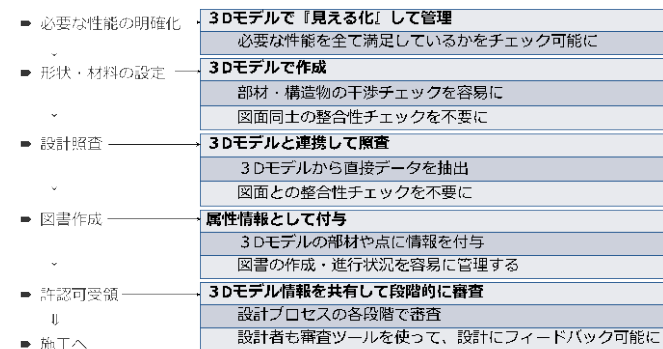 必要な性能の明確化
3Dモデルで『見える化』して管理
必要な性能を全て満足しているかをチェック可能に
形状・材料の設定
3Dモデルで作成
部材・構造物の干渉チェックを容易に
図面同士の整合性チェックを不要に
設計照査
3Dモデルと連携して照査
3Dモデルから直接データを抽出
図面との整合性チェックを不要に
図書作成
属性情報として付与
3Dモデルの部材や点に情報を付与
図書の作成・進行状況を容易に管理する
許認可受領
3Dモデル情報を共有して段階的に審査
設計プロセスの各段階で審査
設計者も審査ツールを使って、設計にフィードバック可能に
施工へ